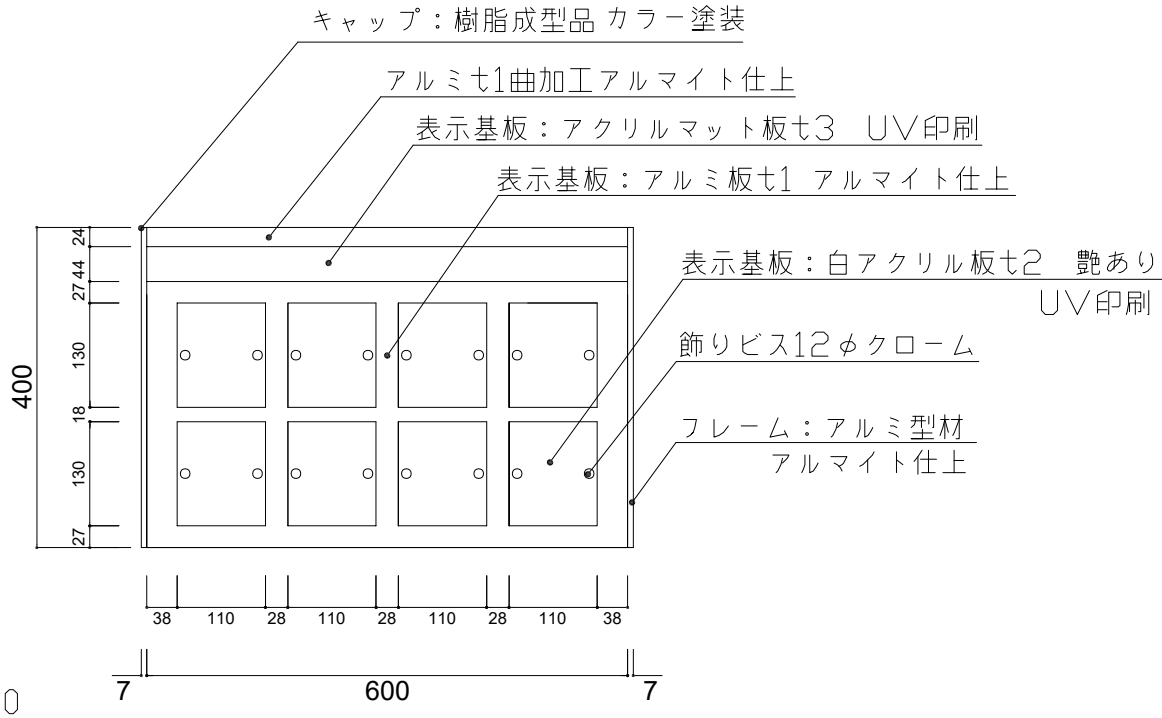 キャップ：樹脂成型品 カラー塗装
アルミt1曲加工アルマイト仕上
表示基板：アクリルマット板t3　UV印刷
表示基板：アルミ板t1 アルマイト仕上
表示基板：白アクリル板t2　艶あり
UV印刷
飾りビス12φクローム
フレーム：アルミ型材
アルマイト仕上
400
24
44
27
130
18
130
27
38 110 28 110 28 110 28 110 38
7 600 7
0